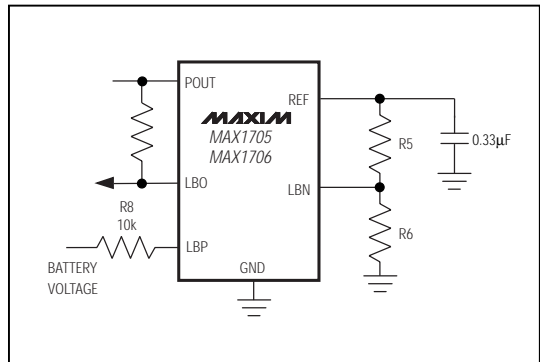 POUT
REF
MAXIM
MAX1705
MAX1706
R5
0.33µF
LBO
LBN
R8
10k
R6
LBP
BATTERY
VOLTAGE
GND